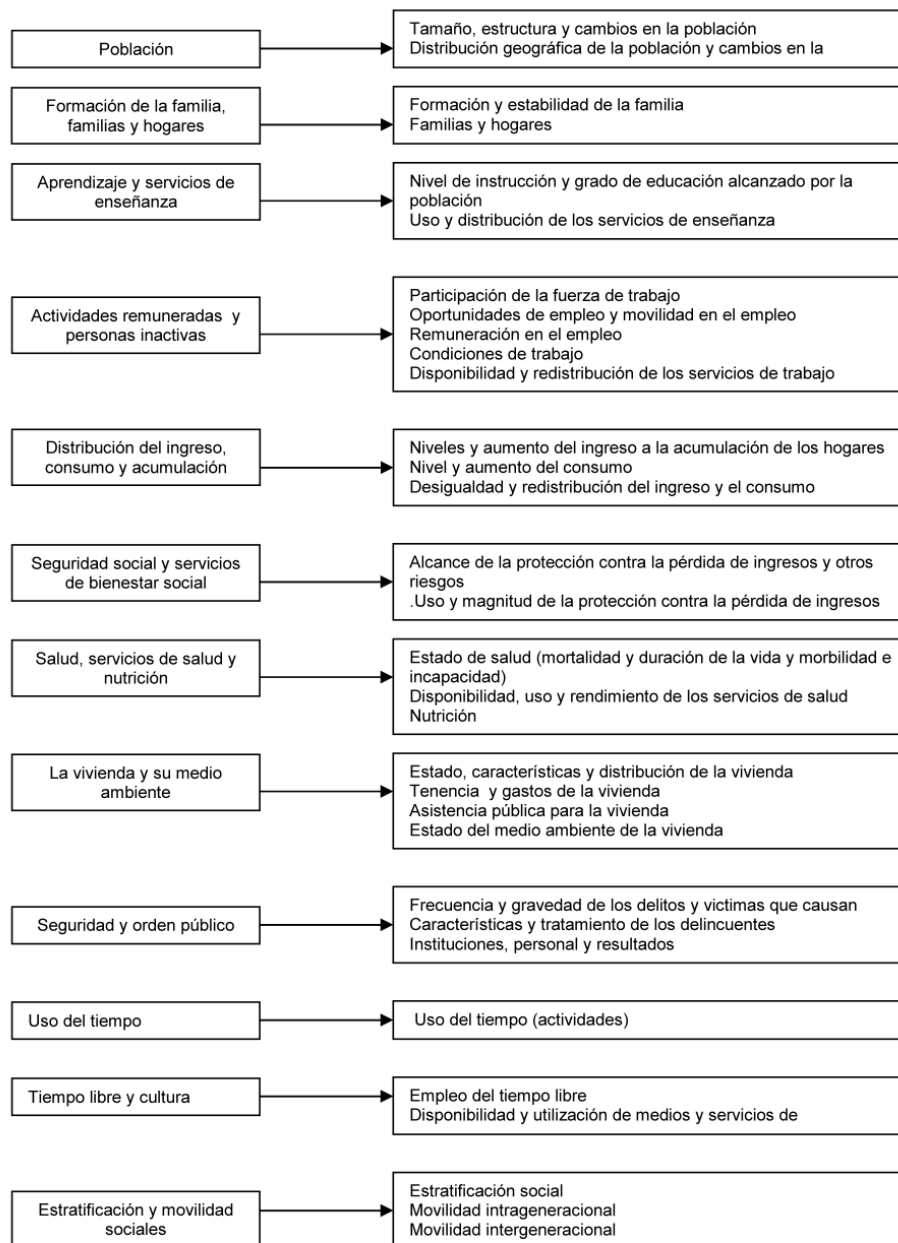 Población
Tamaño, estructura y cambios en la población
Distribución geográfica de la población y cambios en la
Formación de la familia,
familias y hogares
Formación y estabilidad de la familia
Familias y hogares
Aprendizaje y servicios de
enseñanza
Nivel de instrucción y grado de educación alcanzado por la
población
Uso y distribución de los servicios de enseñanza
Actividades remuneradas y
personas inactivas
Participación de la fuerza de trabajo
Oportunidades de empleo y movilidad en el empleo
Remuneración en el empleo
Condiciones de trabajo
Disponibilidad y redistribución de los servicios de trabajo
Distribución del ingreso,
consumo y acumulación
Niveles y aumento del ingreso a la acumulación de los hogares
Nivel y aumento del consumo
Desigualdad y redistribución del ingreso y el consumo
Seguridad social y servicios
de bienestar social
Alcance de la protección contra la pérdida de ingresos y otros
riesgos
.Uso y magnitud de la protección contra la pérdida de ingresos
Salud, servicios de salud y
nutrición
Estado de salud (mortalidad y duración de la vida y morbilidad e
incapacidad)
Disponibilidad, uso y rendimiento de los servicios de salud
Nutrición
La vivienda y su medio
ambiente
Estado, características y distribución de la vivienda
Tenencia y gastos de la vivienda
Asistencia pública para la vivienda
Estado del medio ambiente de la vivienda
Seguridad y orden público
Frecuencia y gravedad de los delitos y victimas que causan
Características y tratamiento de los delincuentes
Instituciones, personal y resultados
Uso del tiempo
Uso del tiempo (actividades)
Tiempo libre y cultura
Empleo del tiempo libre
Disponibilidad y utilización de medios y servicios de
Estratificación y movilidad
sociales
Estratificación social
Movilidad intrageneracional
Movilidad intergeneracional